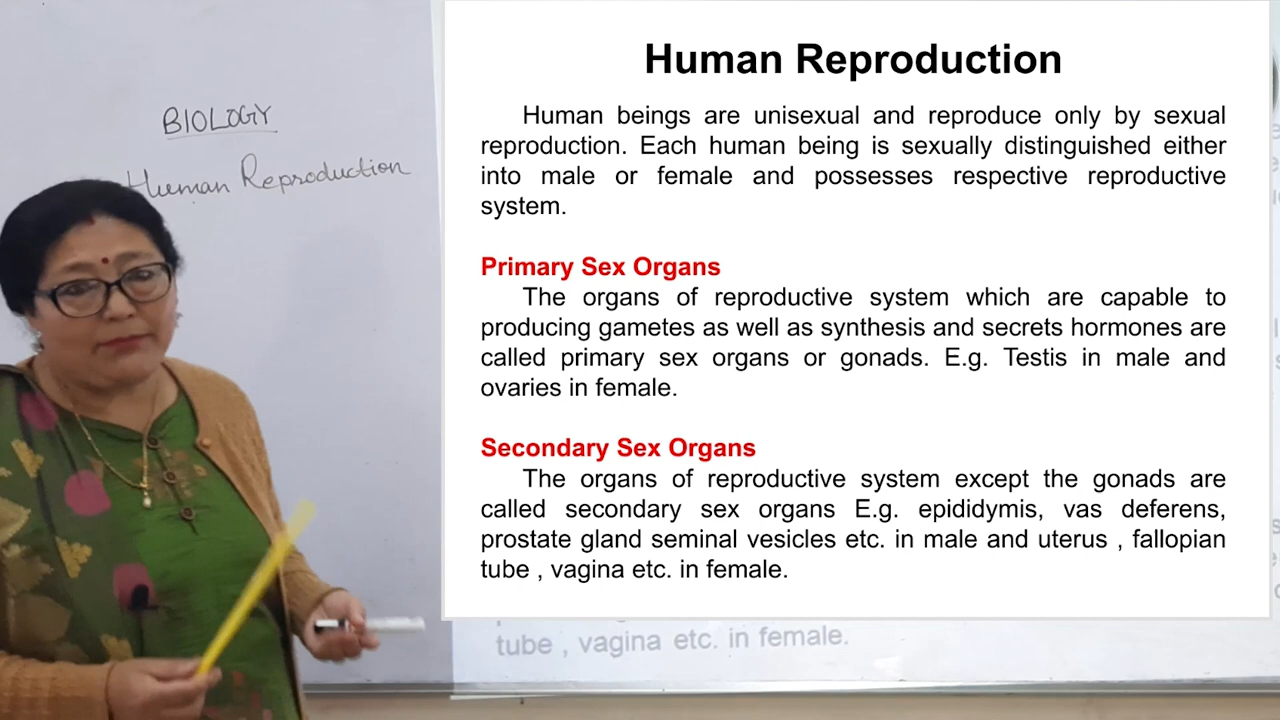 BIOLOGY
Human Reproduction
Human Reproduction
Human beings are unisexual and reproduce only by sexual
reproduction. Each human being is sexually distinguished either
into male or female and possesses respective reproductive
system.
Primary Sex Organs
The organs of reproductive system which are capable to
producing gametes as well as synthesis and secrets hormones are
called primary sex organs or gonads. E.g. Testis in male and
ovaries in female.
Secondary Sex Organs
The organs of reproductive system except the gonads are
called secondary sex organs E.g. epididymis, vas deferens,
prostate gland seminal vesicles etc. in male and uterus , fallopian
tube , vagina etc. in female.
tube , vagina etc. in female.